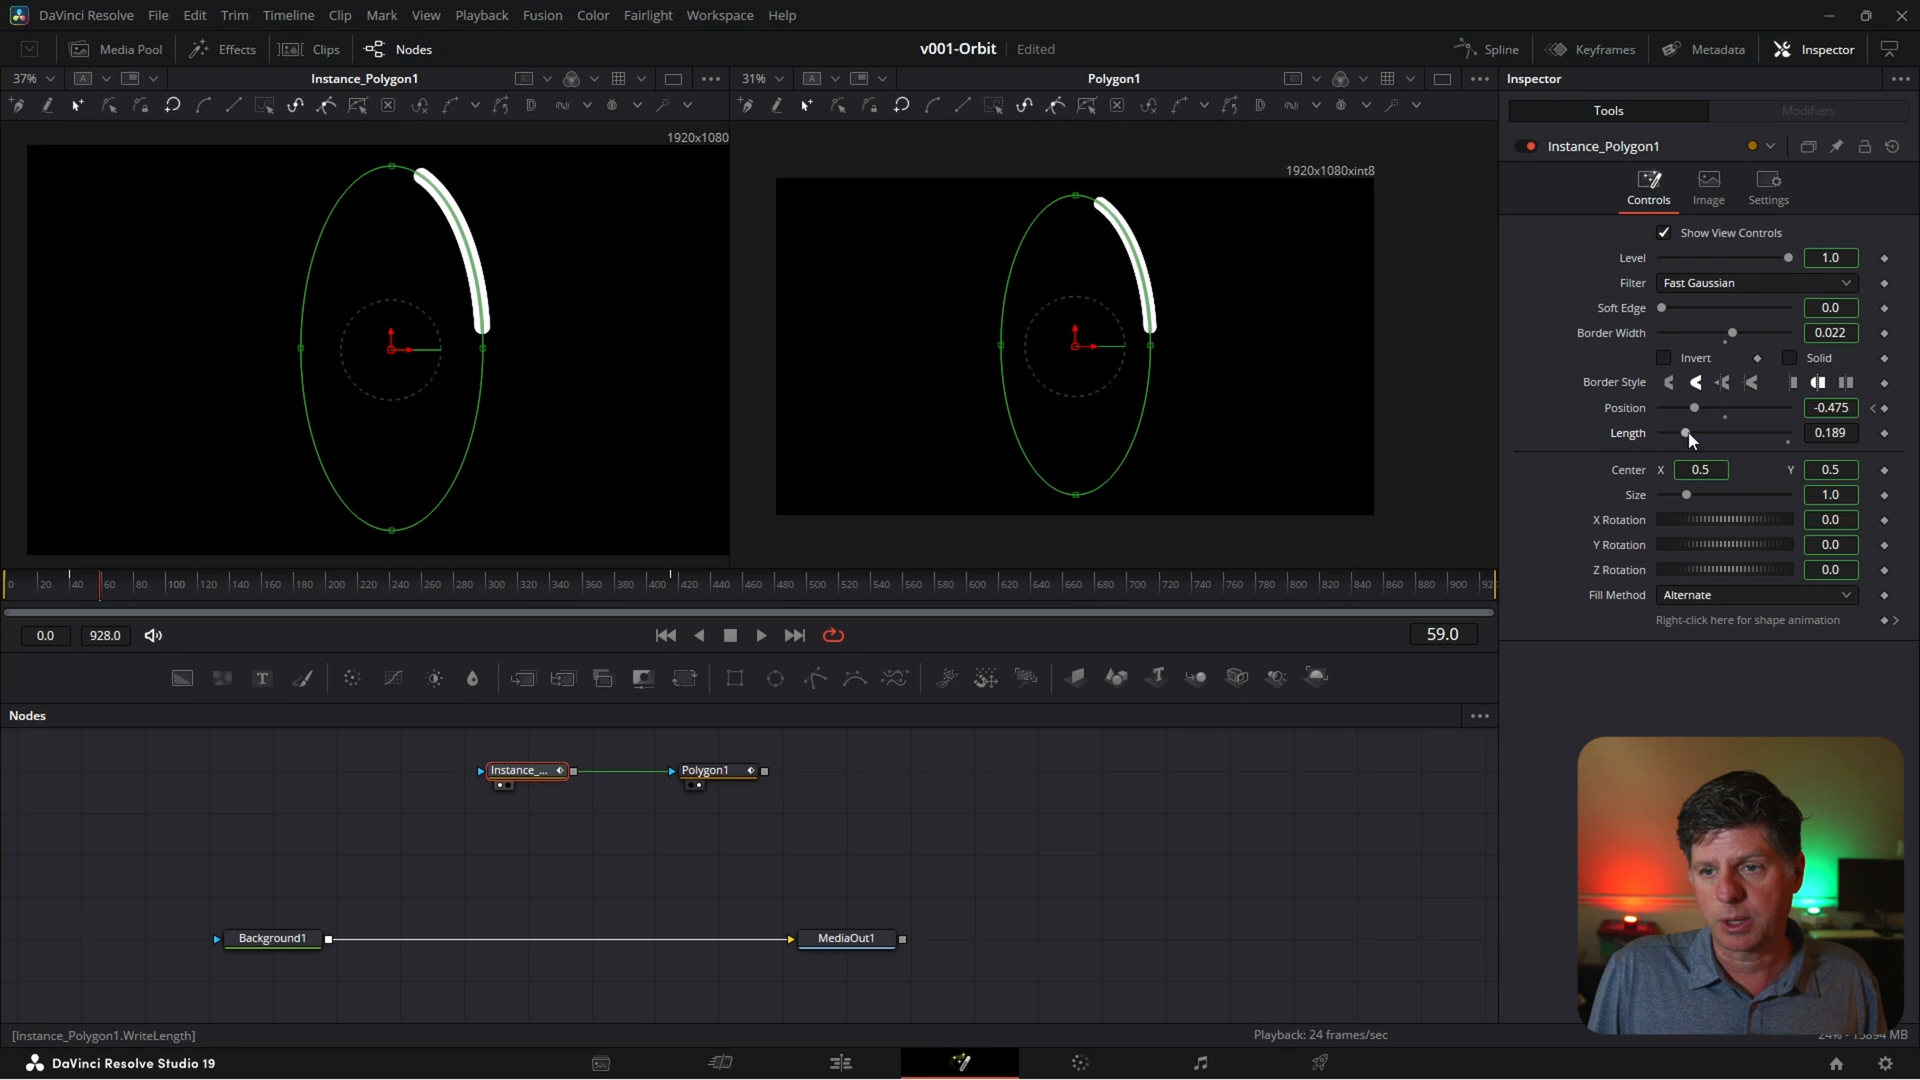 DaVinci Resolve File Edit Trim Timeline Clip Mark View Playback Fusion Color Fairlight Workspace Help
Media Pool Effects Clips Nodes v001-Orbit Edited Spline Keyframes Metadata Inspector
37% A Instance_Polygon1 31% A Polygon1 Inspector
Tools Modifiers
1920x1080
1920x1080xint8
Instance_Polygon1
Controls Image Settings
Show View Controls
Level 1.0
Filter Fast Gaussian
Soft Edge 0.0
Border Width 0.022
Invert Solid
Border Style
Position -0.475
Length 0.189
Center X 0.5 Y 0.5
Size 1.0
X Rotation 0.0
Y Rotation 0.0
Z Rotation 0.0
Fill Method Alternate
Right-click here for shape animation
0 20 40 60 80 100 120 140 160 180 200 220 240 260 280 300 320 340 360 380 400 420 440 460 480 500 520 540 560 580 600 620 640 660 680 700 720 740 760 780 800 820 840 860 880 900
0.0 928.0 59.0
Nodes
Instance_... Polygon1
Background1 MediaOut1
[Instance_Polygon1.WriteLength] Playback: 24 frames/sec
DaVinci Resolve Studio 19